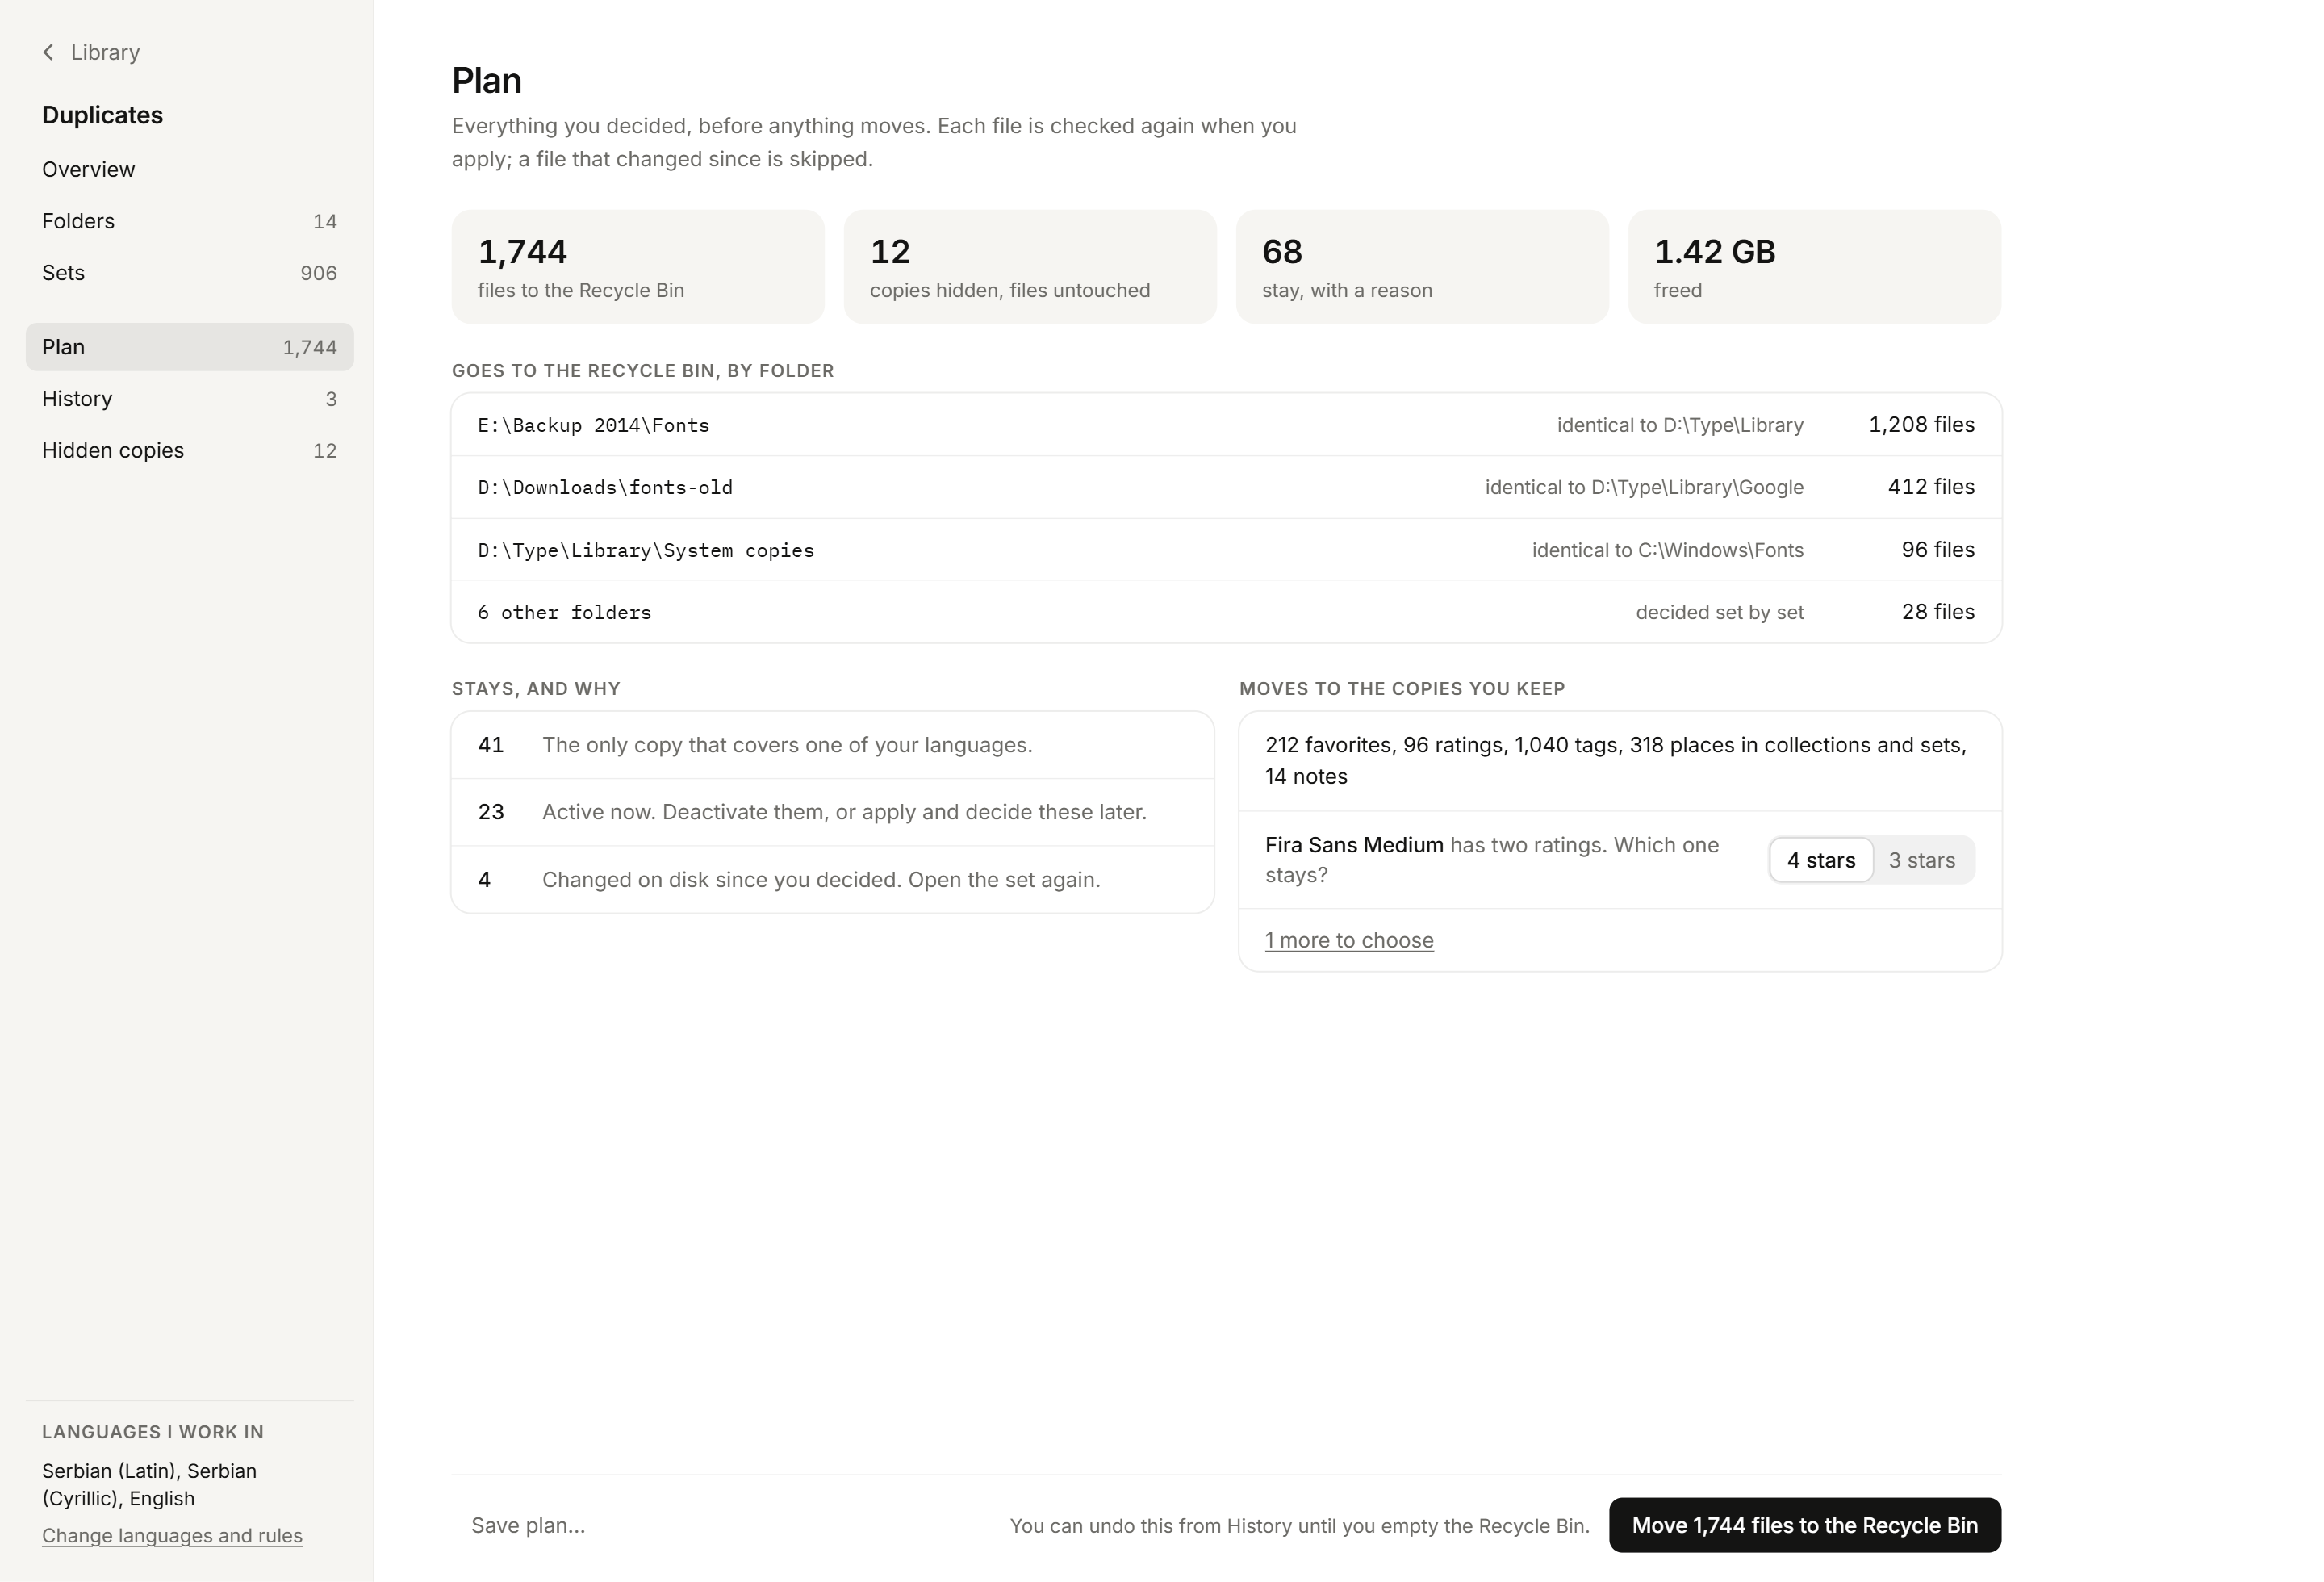 Library
Duplicates
Overview
Folders 14
Sets 906
Plan 1,744
History 3
Hidden copies 12
LANGUAGES I WORK IN
Serbian (Latin), Serbian
(Cyrillic), English
Change languages and rules
Plan
Everything you decided, before anything moves. Each file is checked again when you
apply; a file that changed since is skipped.
1,744
files to the Recycle Bin
12
copies hidden, files untouched
68
stay, with a reason
1.42 GB
freed
GOES TO THE RECYCLE BIN, BY FOLDER
E:\Backup 2014\Fonts identical to D:\Type\Library 1,208 files
D:\Downloads\fonts-old identical to D:\Type\Library\Google 412 files
D:\Type\Library\System copies identical to C:\Windows\Fonts 96 files
6 other folders decided set by set 28 files
STAYS, AND WHY
41 The only copy that covers one of your languages.
23 Active now. Deactivate them, or apply and decide these later.
4 Changed on disk since you decided. Open the set again.
MOVES TO THE COPIES YOU KEEP
212 favorites, 96 ratings, 1,040 tags, 318 places in collections and sets,
14 notes
Fira Sans Medium has two ratings. Which one
stays?
4 stars 3 stars
1 more to choose
Save plan...
You can undo this from History until you empty the Recycle Bin.
Move 1,744 files to the Recycle Bin